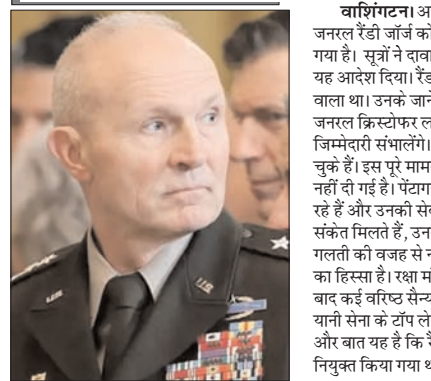 वाशिंगटन। अ
जनरल रैंडी जॉर्ज को
गया है। सूत्रों ने दावा
यह आदेश दिया। रैंड
वाला था। उनके जाने
जनरल क्रिस्टोफर ल
जिम्मेदारी संभालेंगे।
चुके हैं। इस पूरे माम
नहीं दी गई है। पेंटाग
रहे हैं और उनकी सेव
संकेत मिलते हैं, उन
गलती की वजह से न
का हिस्सा है। रक्षा मं
बाद कई वरिष्ठ सैन्य
यानी सेना के टॉप ले
और बात यह है कि रै
नियुक्त किया गया थ
U.S.